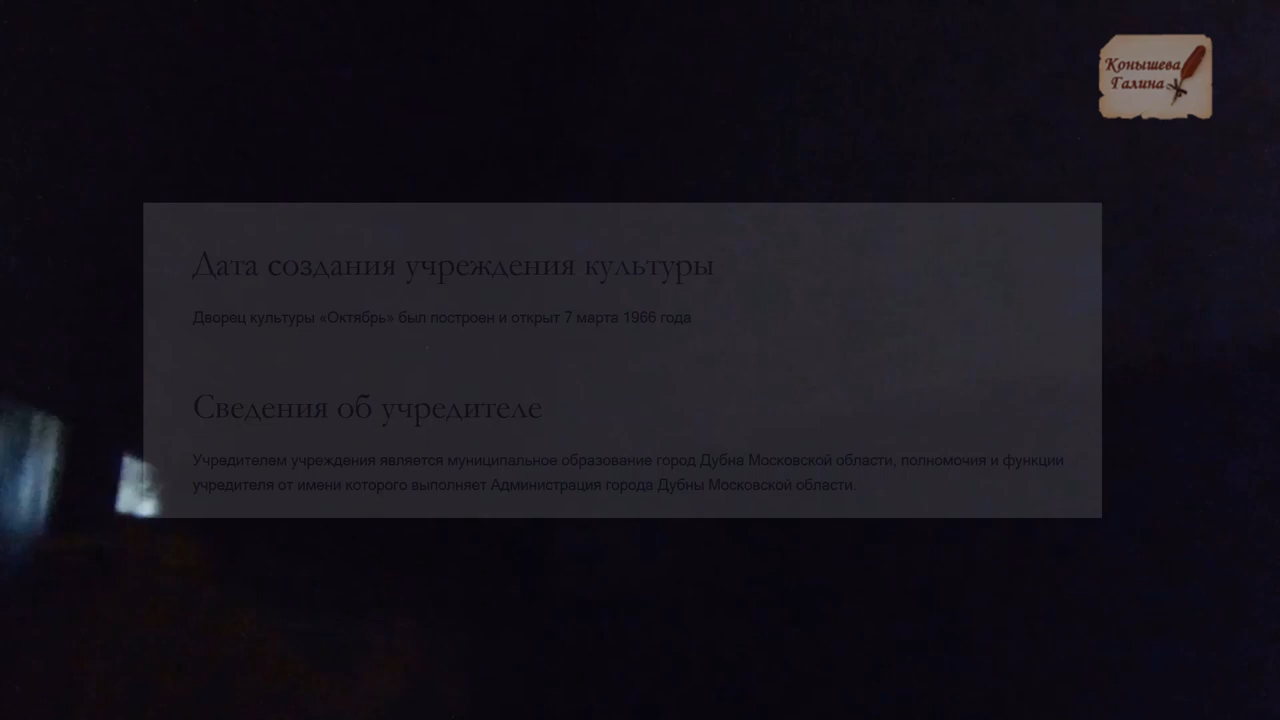 Конышева
Галина
Дата создания учреждения культуры
Дворец культуры «Октябрь» был построен и открыт 7 марта 1966 года
Сведения об учредителе
Учредителем учреждения является муниципальное образование город Дубна Московской области, полномочия и функции
учредителя от имени которого выполняет Администрация города Дубны Московской области.